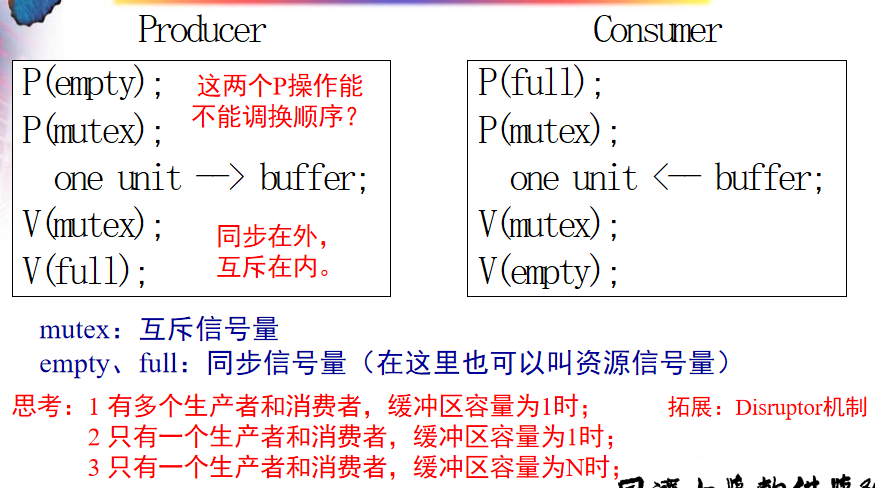 Producer
Consumer
P(empty);
这两个P操作能
不能调换顺序?
P(mutex);
one unit --> buffer;
V(mutex);
同步在外，
互斥在内。
V(full);
P(full);
P(mutex);
one unit <-- buffer;
V(mutex);
V(empty);
mutex：互斥信号量
empty、full：同步信号量（在这里也可以叫资源信号量）
思考：1 有多个生产者和消费者，缓冲区容量为1时；
拓展：Disruptor机制
2 只有一个生产者和消费者，缓冲区容量为1时；
3 只有一个生产者和消费者，缓冲区容量为N时；